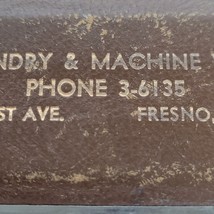 NDRY & MACHINE
PHONE 3-6135
ST AVE. FRESNO,